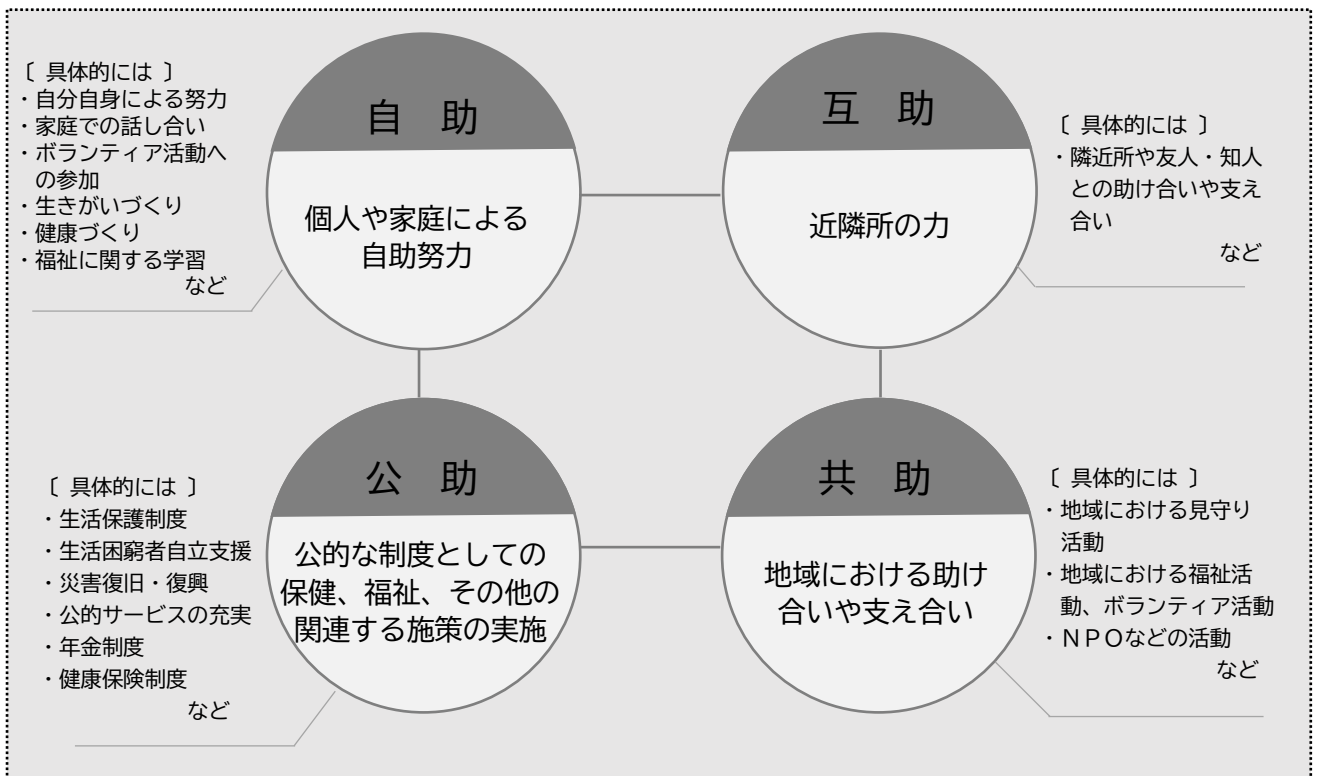 〔 具体的には 〕
・自分自身による努力
・家庭での話し合い
・ボランティア活動へ
の参加
・生きがいづくり
・健康づくり
・福祉に関する学習
など
自　助
個人や家庭による
自助努力
互　助
近隣所の力
〔 具体的には 〕
・隣近所や友人・知人
との助け合いや支え
合い
など
〔 具体的には 〕
・生活保護制度
・生活困窮者自立支援
・災害復旧・復興
・公的サービスの充実
・年金制度
・健康保険制度
など
公　助
公的な制度としての
保健、福祉、その他の
関連する施策の実施
共　助
地域における助け
合いや支え合い
〔 具体的には 〕
・地域における見守り
活動
・地域における福祉活
動、ボランティア活動
・ＮＰＯなどの活動
など